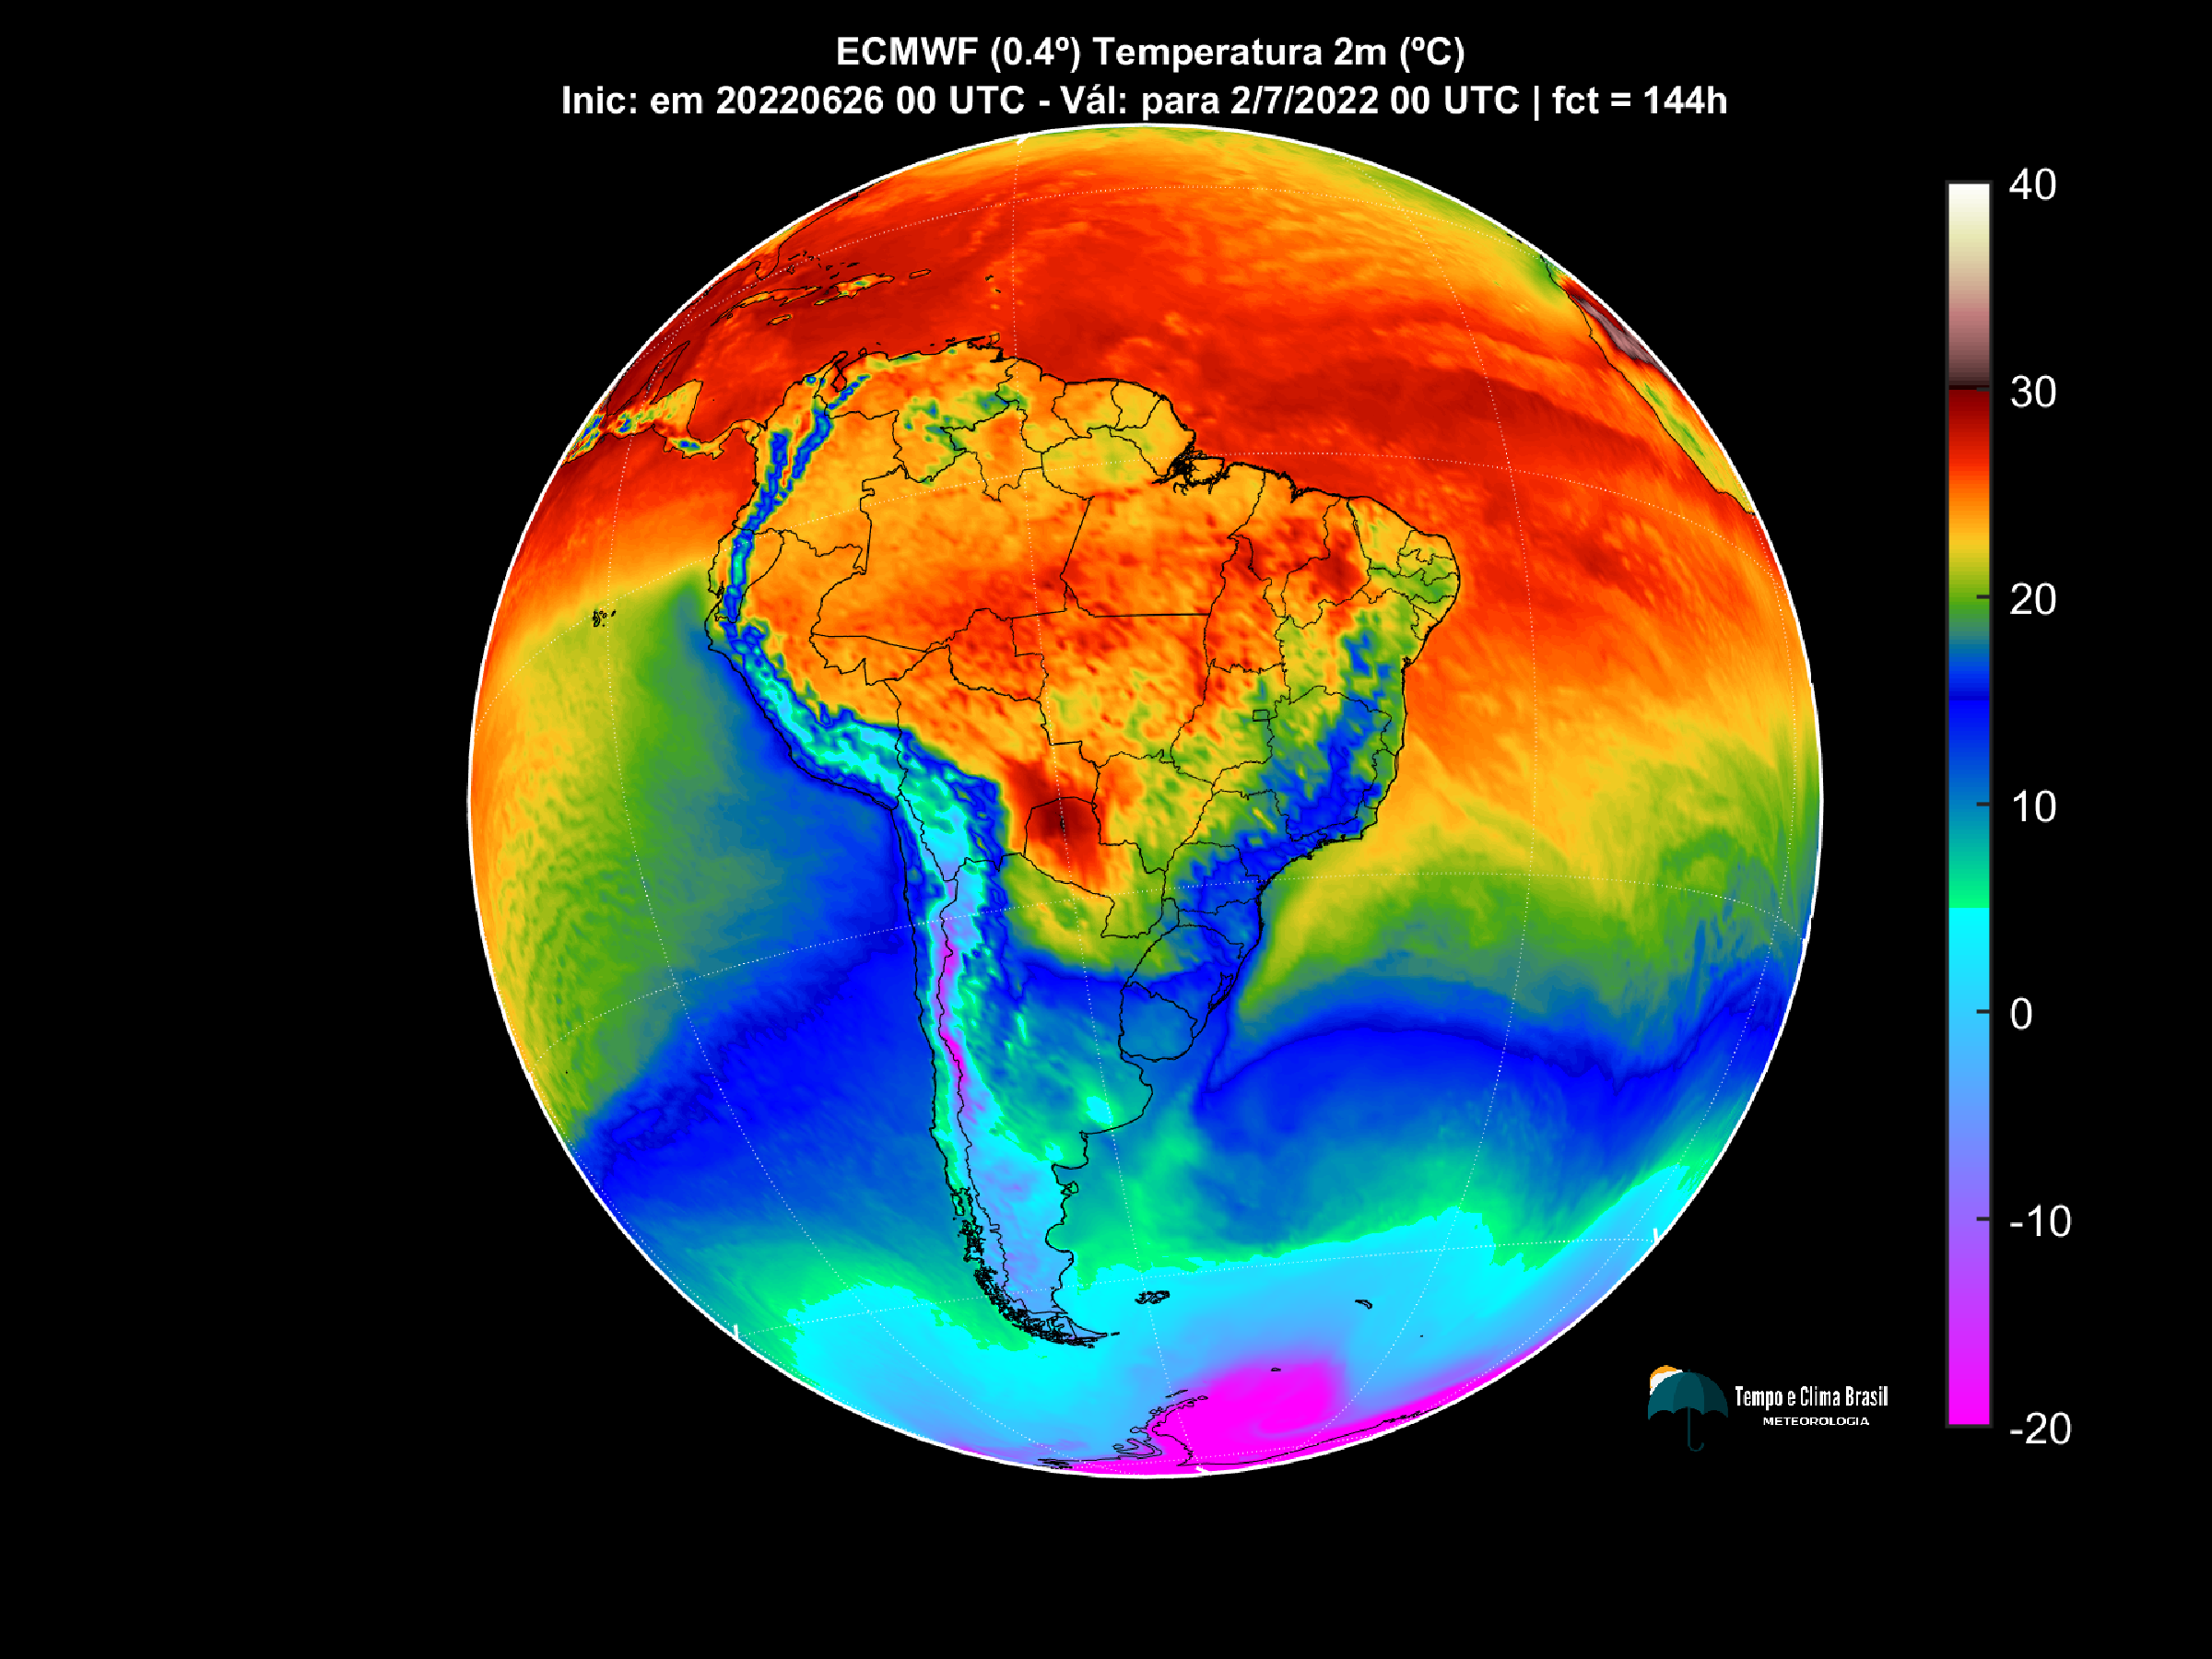 ECMWF (0.4º) Temperatura 2m (ºC)
Inic: em 20220626 00 UTC - Vál: para 2/7/2022 00 UTC | fct = 144h
40
30
20
10
0
-10
-20
Tempo e Clima Brasil
METEOROLOGIA